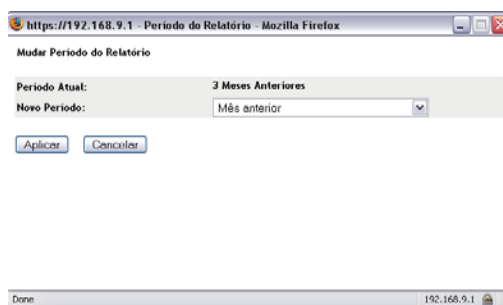 https://192.168.9.1 - Período do Relatório - Mozilla Firefox
Mudar Período do Relatório
Período Atual: 3 Meses Anteriores
Novo Período: Mês anterior
Aplicar Cancelar
Done 192.168.9.1